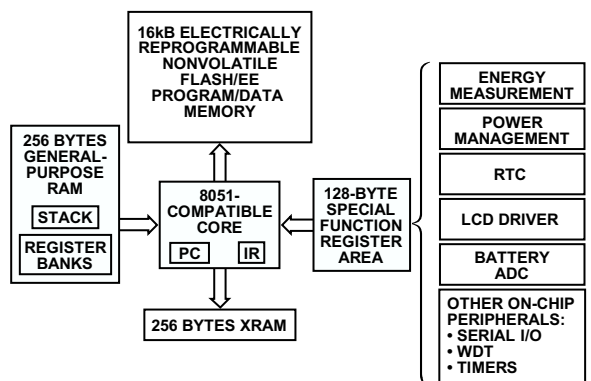 16kB ELECTRICALLY
REPROGRAMMABLE
NONVOLATILE
FLASH/EE
PROGRAM/DATA
MEMORY
256 BYTES
GENERAL-
PURPOSE
RAM
STACK
REGISTER
BANKS
8051-
COMPATIBLE
CORE
PC
IR
128-BYTE
SPECIAL
FUNCTION
REGISTER
AREA
256 BYTES XRAM
ENERGY
MEASUREMENT
POWER
MANAGEMENT
RTC
LCD DRIVER
BATTERY
ADC
OTHER ON-CHIP
PERIPHERALS:
• SERIAL I/O
• WDT
• TIMERS